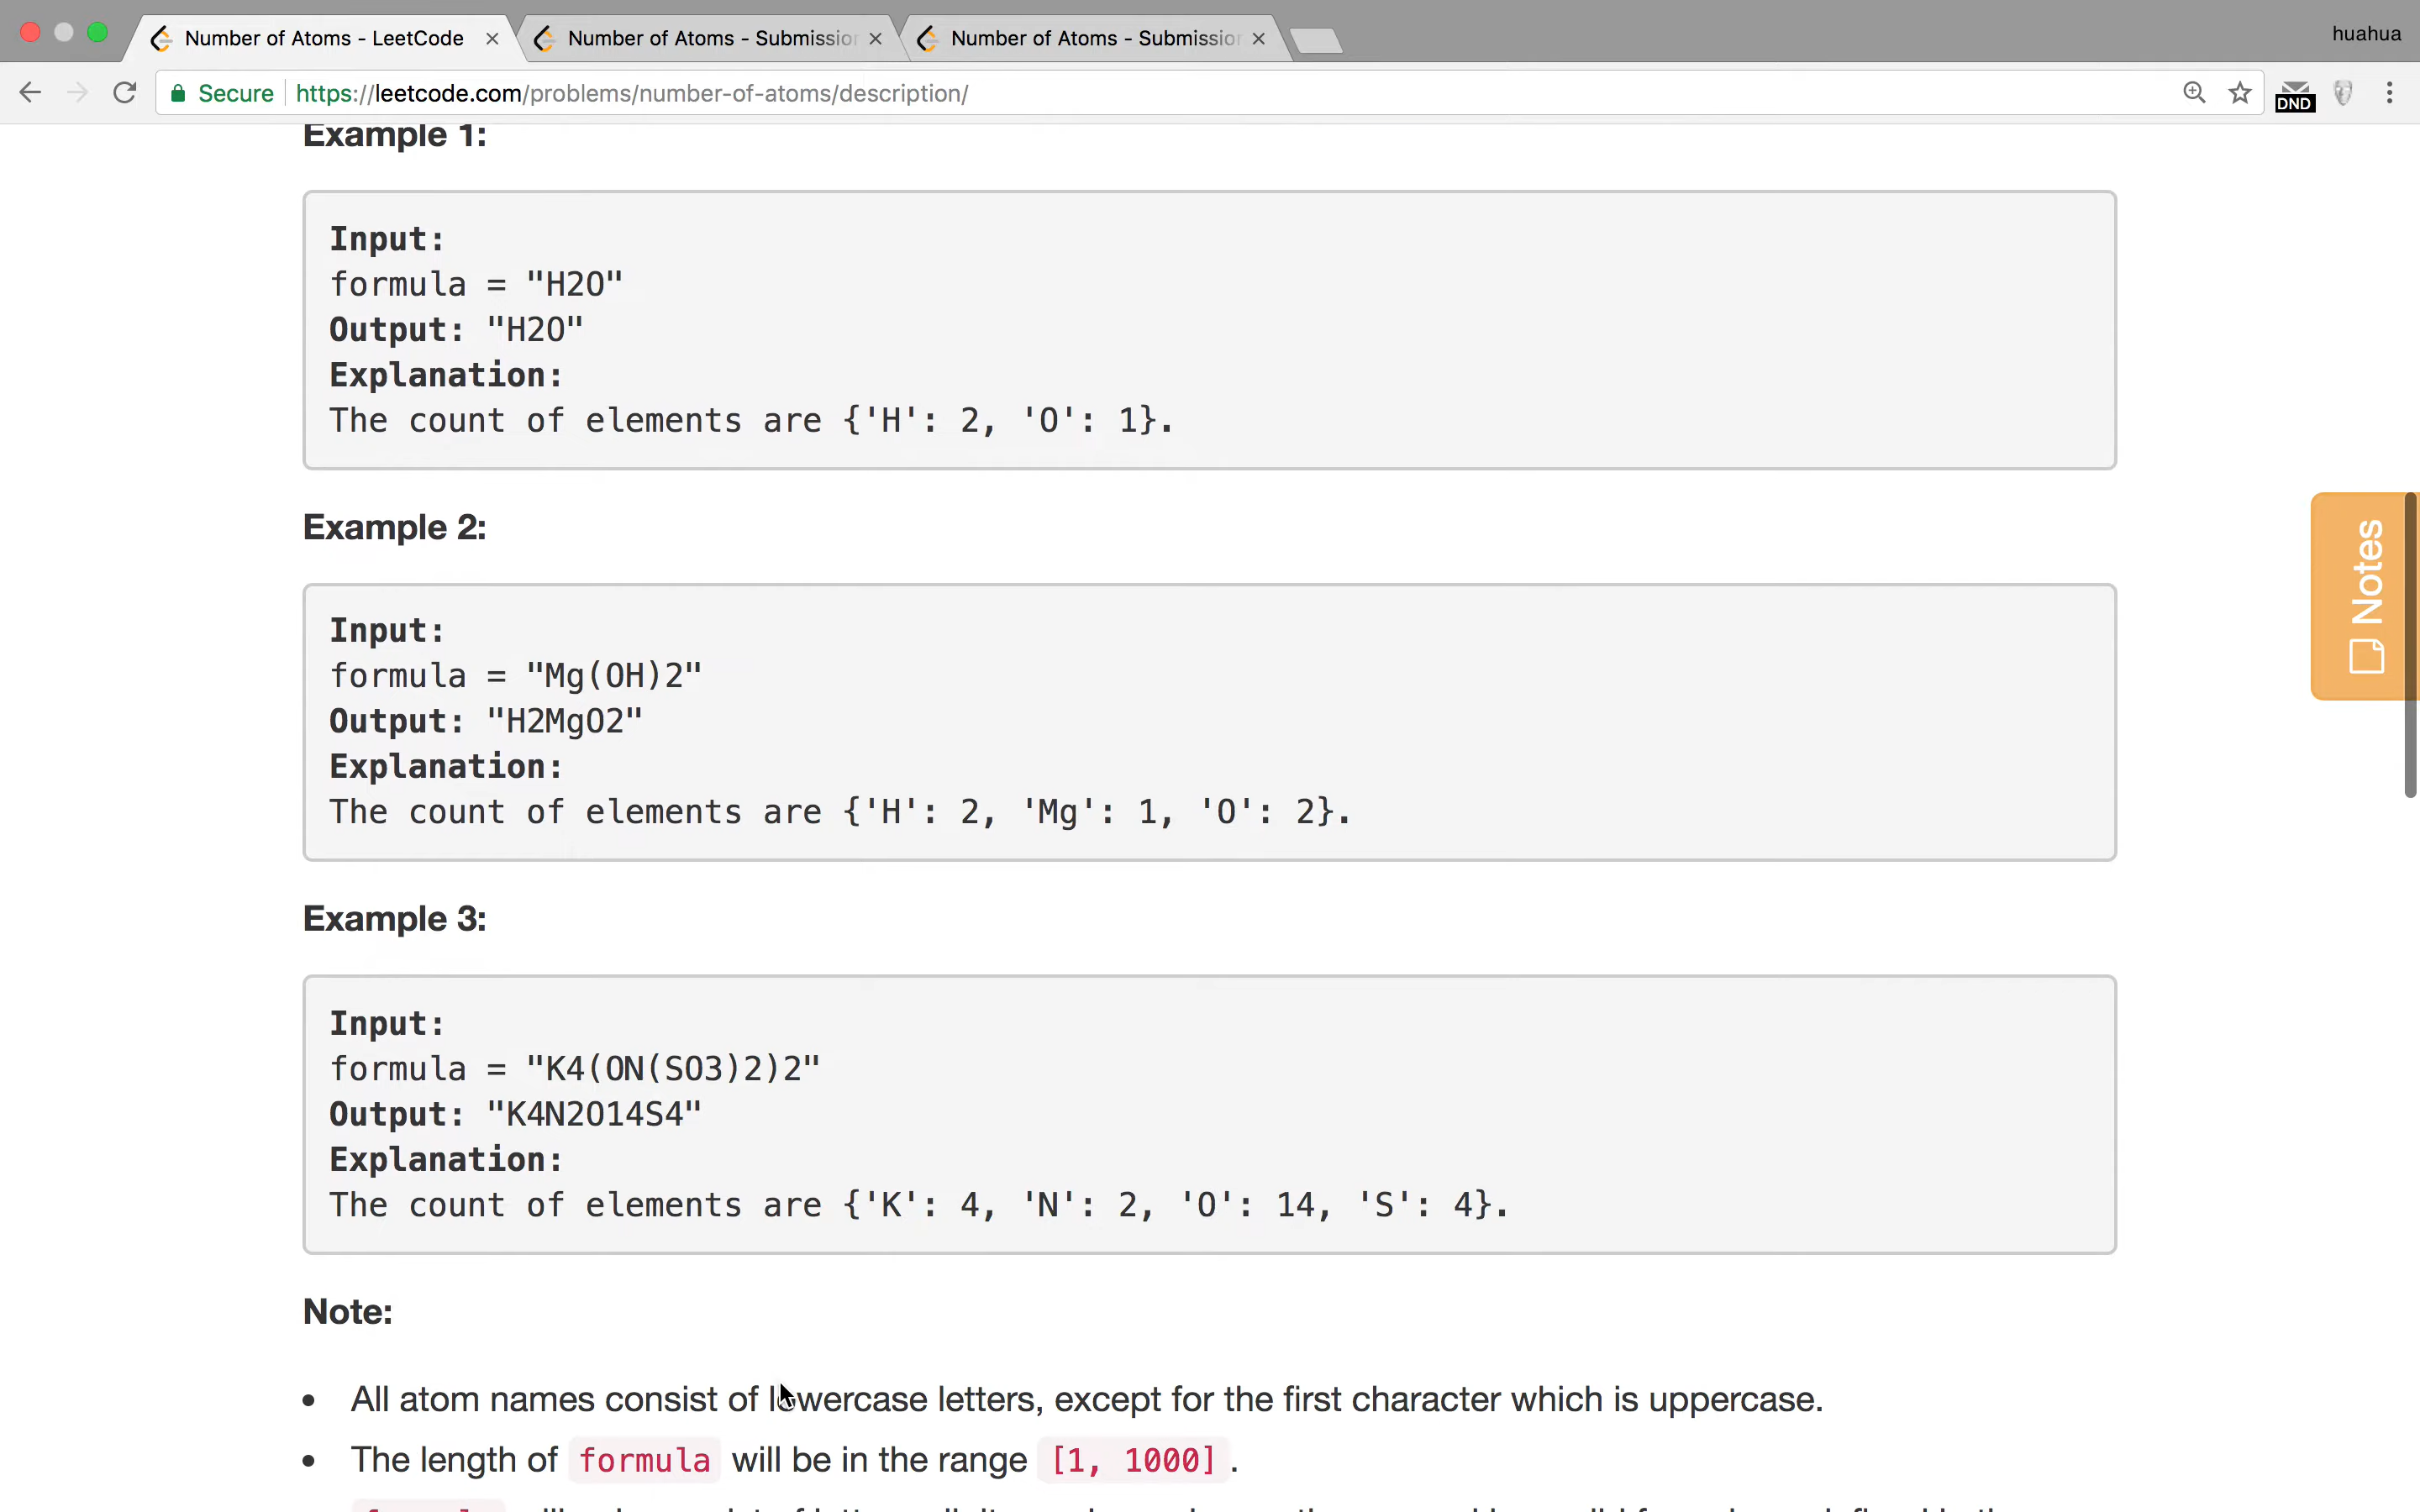 Number of Atoms - LeetCode
Number of Atoms - Submission
Number of Atoms - Submission
huahua
Secure
https://leetcode.com/problems/number-of-atoms/description/
DND
Example 1:
Input:
formula = "H2O"
Output: "H2O"
Explanation:
The count of elements are {'H': 2, 'O': 1}.
Example 2:
Input:
formula = "Mg(OH)2"
Output: "H2MgO2"
Explanation:
The count of elements are {'H': 2, 'Mg': 1, 'O': 2}.
Notes
Example 3:
Input:
formula = "K4(ON(SO3)2)2"
Output: "K4N2O14S4"
Explanation:
The count of elements are {'K': 4, 'N': 2, 'O': 14, 'S': 4}.
Note:
All atom names consist of lowercase letters, except for the first character which is uppercase.
The length of formula will be in the range [1, 1000].